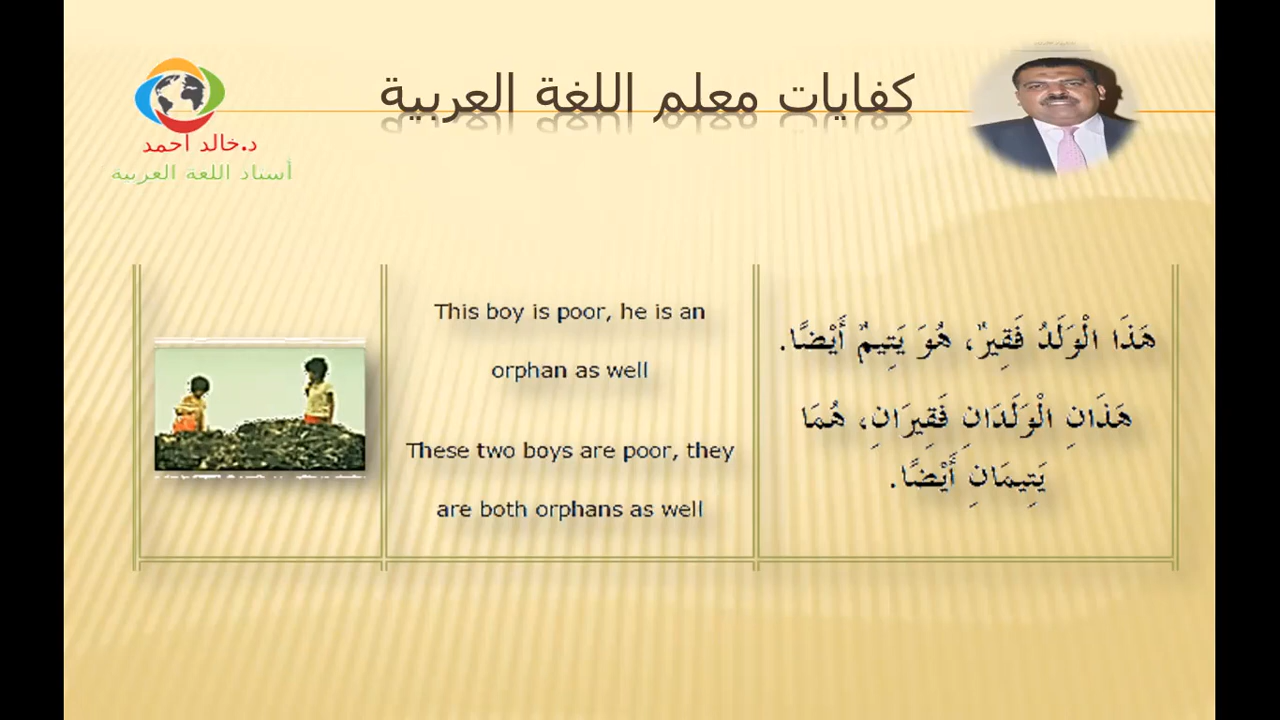 كفايات معلم اللغة العربية
د.خالد أحمد
أستاذ اللغة العربية
This boy is poor, he is an
orphan as well
These two boys are poor, they
are both orphans as well
هَذَا الْوَلَدُ فَقِيرٌ، هُوَ يَتِيمٌ أَيْضًا.
هَذَانِ الْوَلَدَانِ فَقِيرَانِ، هُمَا
يَتِيمَانِ أَيْضًا.